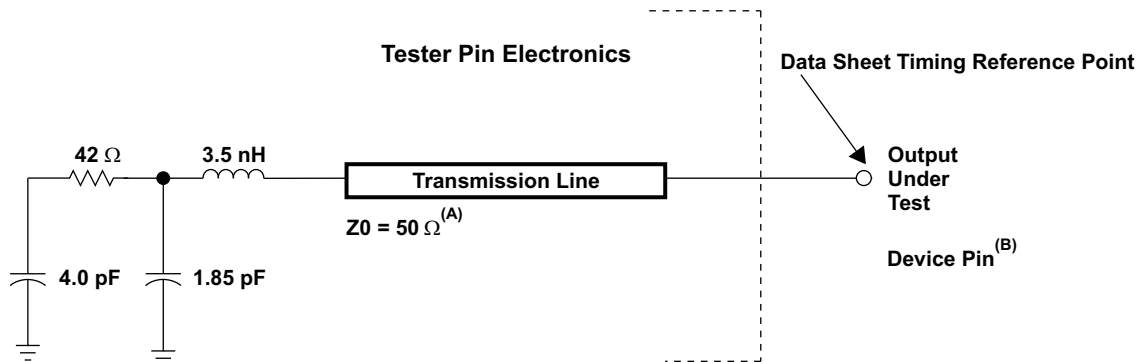 Tester Pin Electronics
Data Sheet Timing Reference Point
42 Ω
3.5 nH
Transmission Line
Output
Under
Test
Z0 = 50 Ω(A)
Device Pin(B)
4.0 pF
1.85 pF